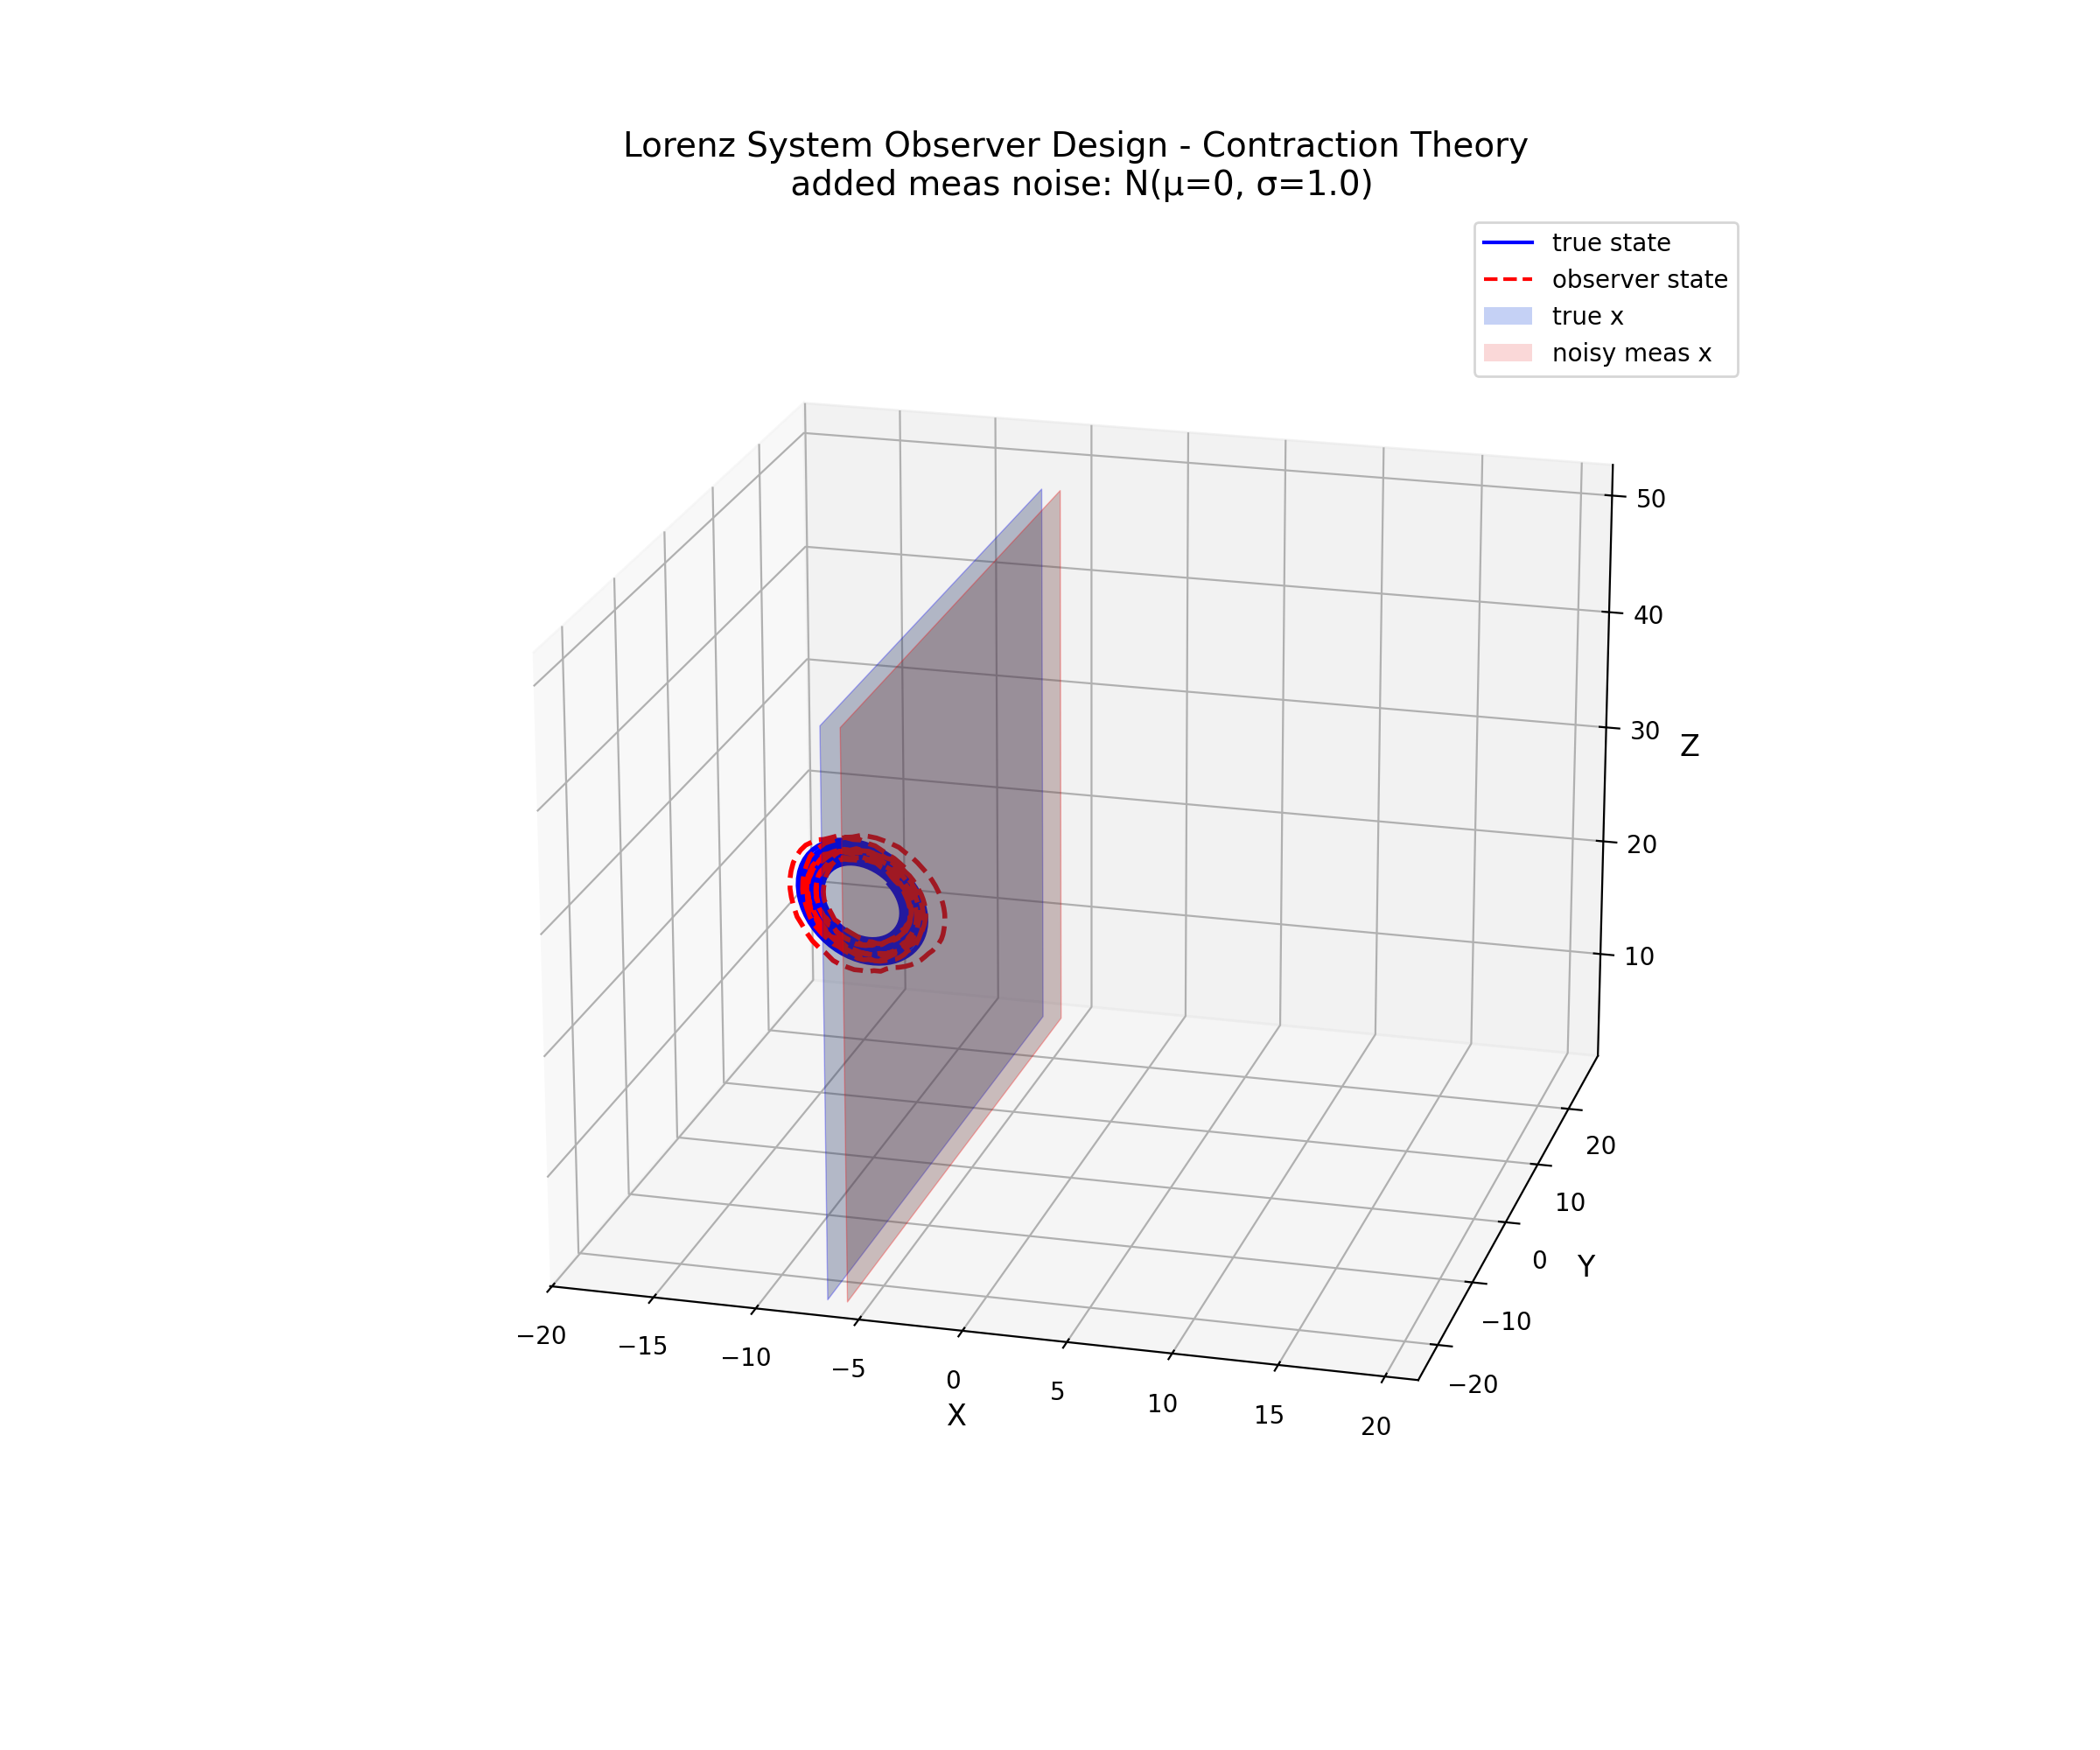 Lorenz System Observer Design - Contraction Theory
added meas noise: N(μ=0, σ=1.0)
true state
observer state
true x
noisy meas x
50
40
30
Z
20
10
20
10
0
Y
−10
−20
−20
−15
−10
−5
0
5
10
15
20
X